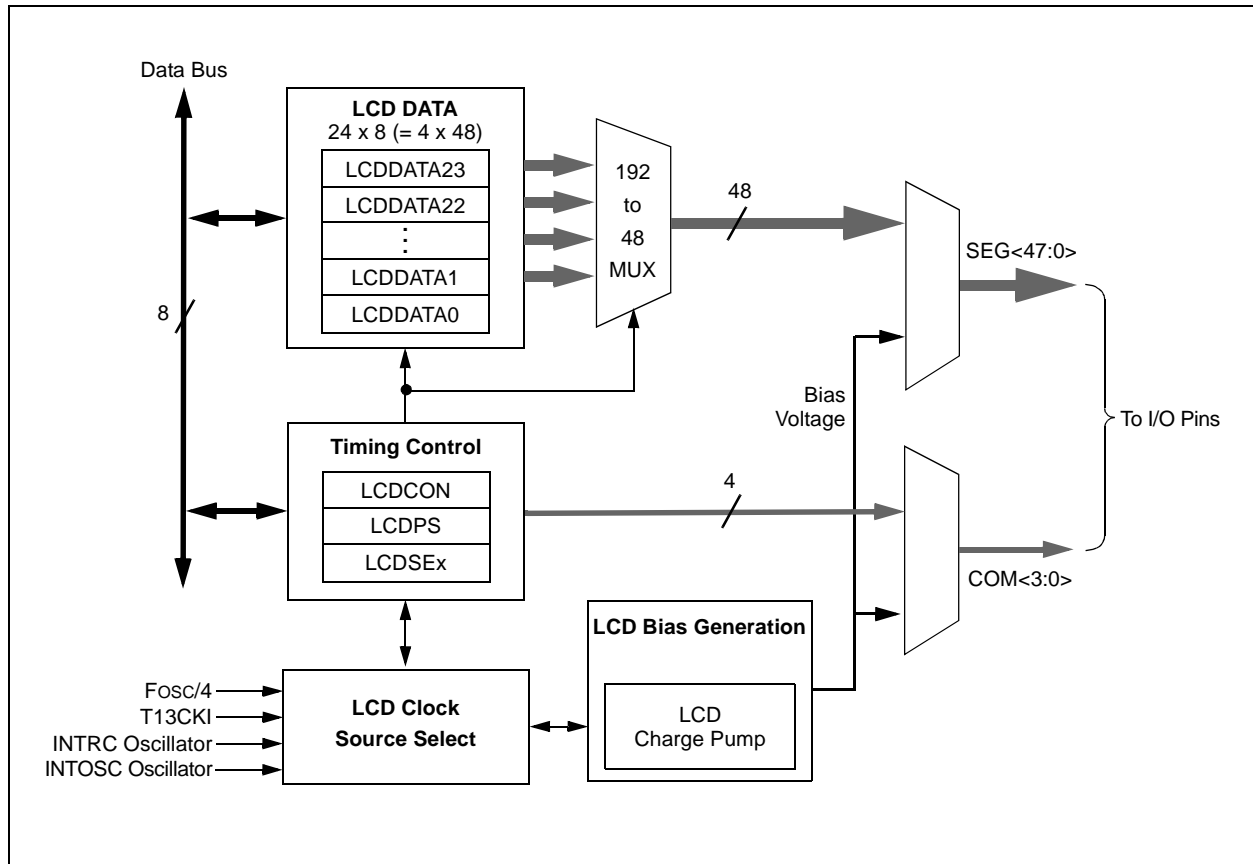 Data Bus
8
LCD DATA
24 x 8 (= 4 x 48)
LCDDATA23
LCDDATA22
⋮
LCDDATA1
LCDDATA0
192
to
48
MUX
48
SEG<47:0>
Bias
Voltage
To I/O Pins
Timing Control
LCDCON
LCDPS
LCDSEx
4
COM<3:0>
LCD Bias Generation
LCD
Charge Pump
FOSC/4
T13CKI
INTRC Oscillator
INTOSC Oscillator
LCD Clock
Source Select